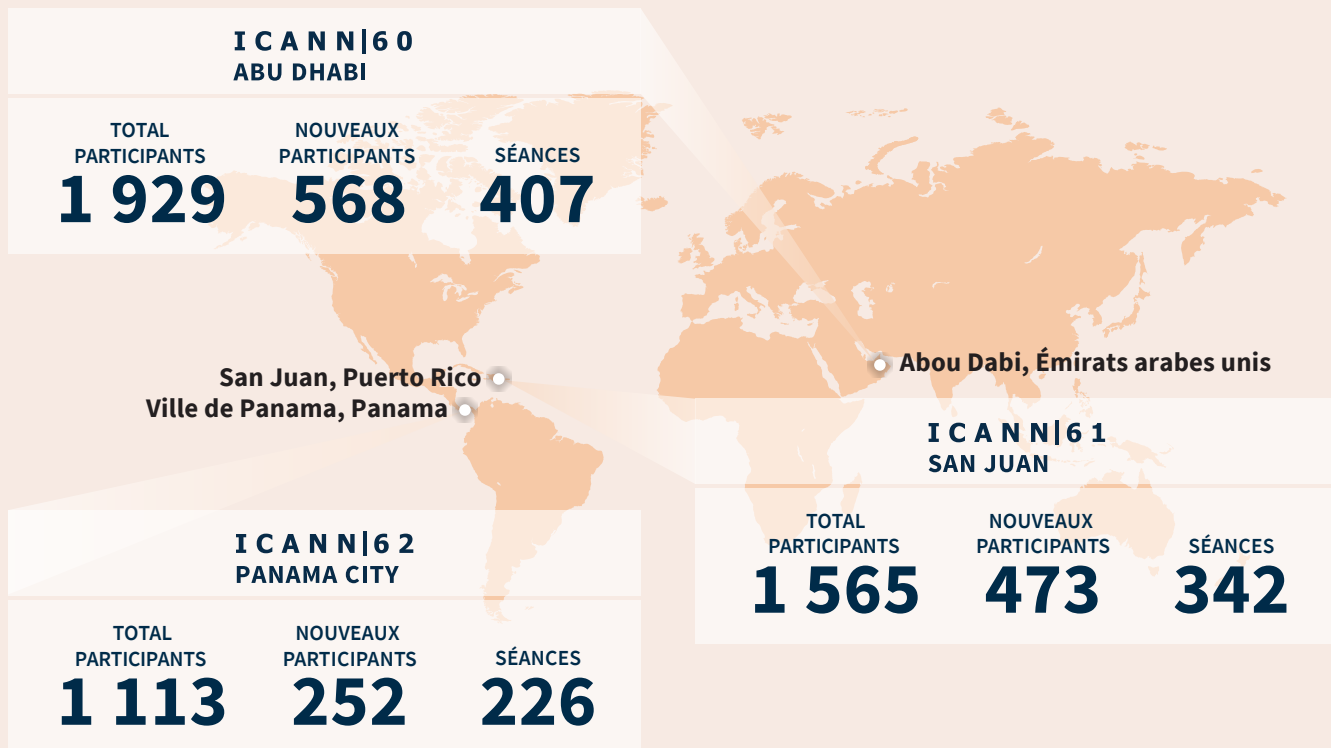 ICANN|60
ABU DHABI
TOTAL
PARTICIPANTS
1 929
NOUVEAUX
PARTICIPANTS
568
SÉANCES
407
San Juan, Puerto Rico
Ville de Panama, Panama
Abou Dabi, Émirats arabes unis
ICANN|61
SAN JUAN
TOTAL
PARTICIPANTS
1 565
NOUVEAUX
PARTICIPANTS
473
SÉANCES
342
ICANN|62
PANAMA CITY
TOTAL
PARTICIPANTS
1 113
NOUVEAUX
PARTICIPANTS
252
SÉANCES
226